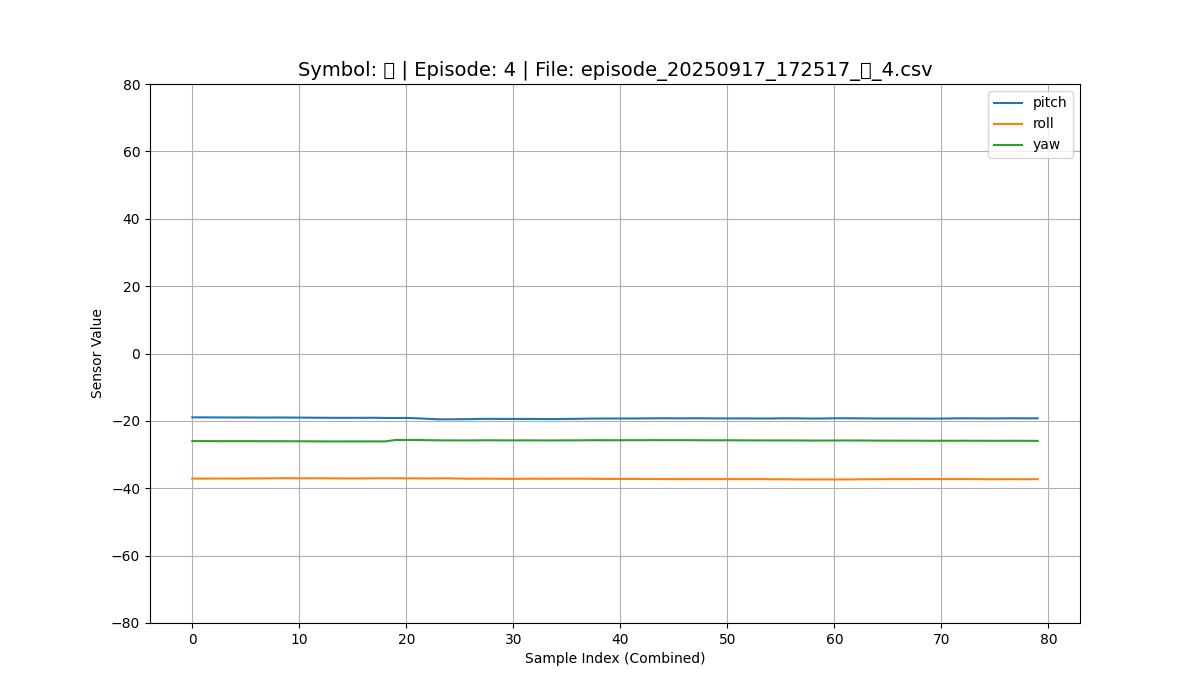 Symbol: | Episode: 4 | File: episode_20250917_172517_ _4.csv
pitch
roll
yaw
Sensor Value
80
60
40
20
0
−20
−40
−60
−80
0 10 20 30 40 50 60 70 80
Sample Index (Combined)